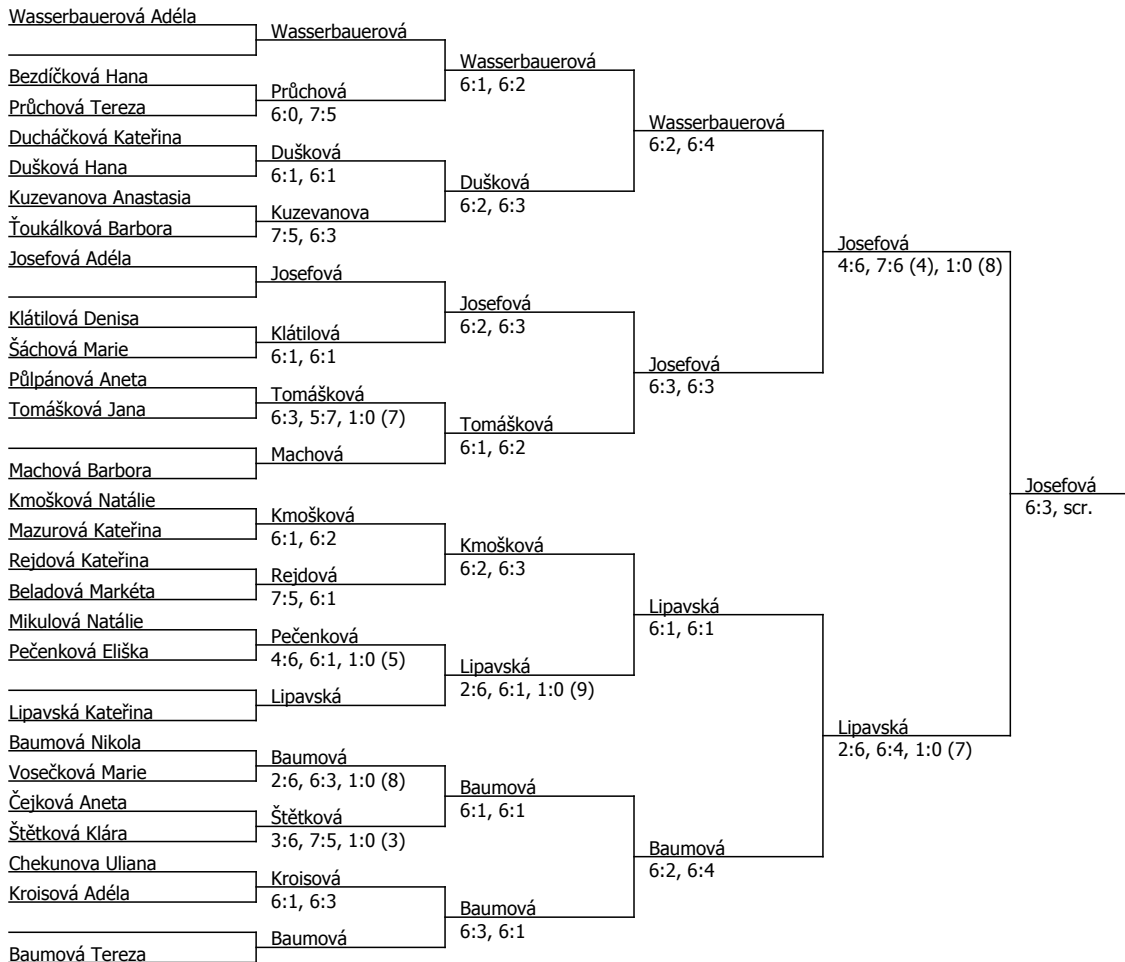 Wasserbauerová Adéla
Wasserbauerová
Wasserbauerová
6:1, 6:2
Bezdíčková Hana
Průchová
6:0, 7:5
Průchová Tereza
Wasserbauerová
6:2, 6:4
Ducháčková Kateřina
Dušková
6:1, 6:1
Dušková Hana
Dušková
6:2, 6:3
Kuzevanova Anastasia
Kuzevanova
7:5, 6:3
Ťoukálková Barbora
Josefová
4:6, 7:6 (4), 1:0 (8)
Josefová Adéla
Josefová
Josefová
6:2, 6:3
Klátilová Denisa
Klátilová
6:1, 6:1
Šáchová Marie
Josefová
6:3, 6:3
Půlpánová Aneta
Tomášková
6:3, 5:7, 1:0 (7)
Tomášková Jana
Tomášková
6:1, 6:2
Machová
Machová Barbora
Josefová
6:3, scr.
Kmošková Natálie
Kmošková
6:1, 6:2
Mazurová Kateřina
Kmošková
6:2, 6:3
Rejdová Kateřina
Rejdová
7:5, 6:1
Beladová Markéta
Lipavská
6:1, 6:1
Mikulová Natálie
Pečenková
4:6, 6:1, 1:0 (5)
Pečenková Eliška
Lipavská
2:6, 6:1, 1:0 (9)
Lipavská
Lipavská Kateřina
Lipavská
2:6, 6:4, 1:0 (7)
Baumová Nikola
Baumová
2:6, 6:3, 1:0 (8)
Vosečková Marie
Baumová
6:1, 6:1
Čejková Aneta
Štětková
3:6, 7:5, 1:0 (3)
Štětková Klára
Baumová
6:2, 6:4
Chekunova Uliana
Kroisová
6:1, 6:3
Kroisová Adéla
Baumová
6:3, 6:1
Baumová
Baumová Tereza